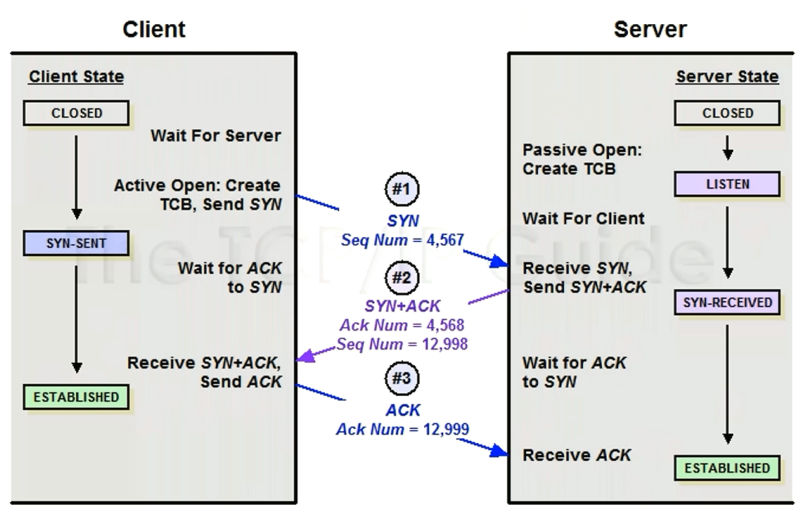 Client
Server
Client State
Server State
CLOSED
CLOSED
Wait For Server
Passive Open:
Create TCB
Active Open: Create
TCB, Send SYN
#1
LISTEN
SYN
Seq Num = 4,567
Wait For Client
SYN-SENT
The TCP/IP Guide
Wait for ACK
to SYN
Receive SYN,
Send SYN+ACK
#2
SYN+ACK
Ack Num = 4,568
Seq Num = 12,998
SYN-RECEIVED
Receive SYN+ACK,
Send ACK
Wait for ACK
to SYN
#3
ESTABLISHED
ACK
Ack Num = 12,999
Receive ACK
ESTABLISHED